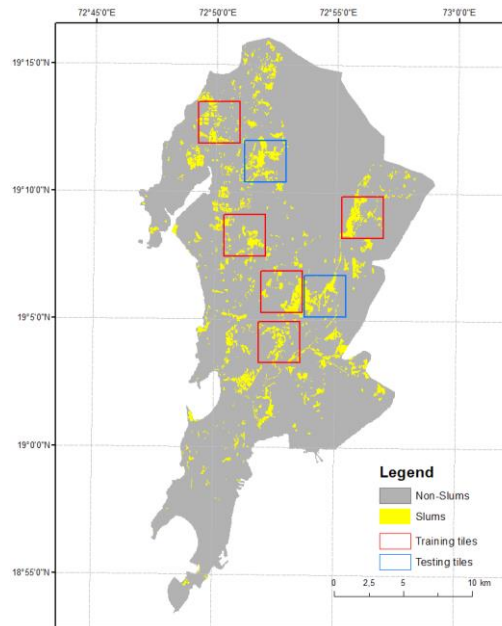 72°45'0"E 72°50'0"E 72°55'0"E 73°0'0"E
19°15'0"N
19°10'0"N
19°5'0"N
19°0'0"N
18°55'0"N
Legend
Non-Slums
Slums
Training tiles
Testing tiles
0 2,5 5 10 km